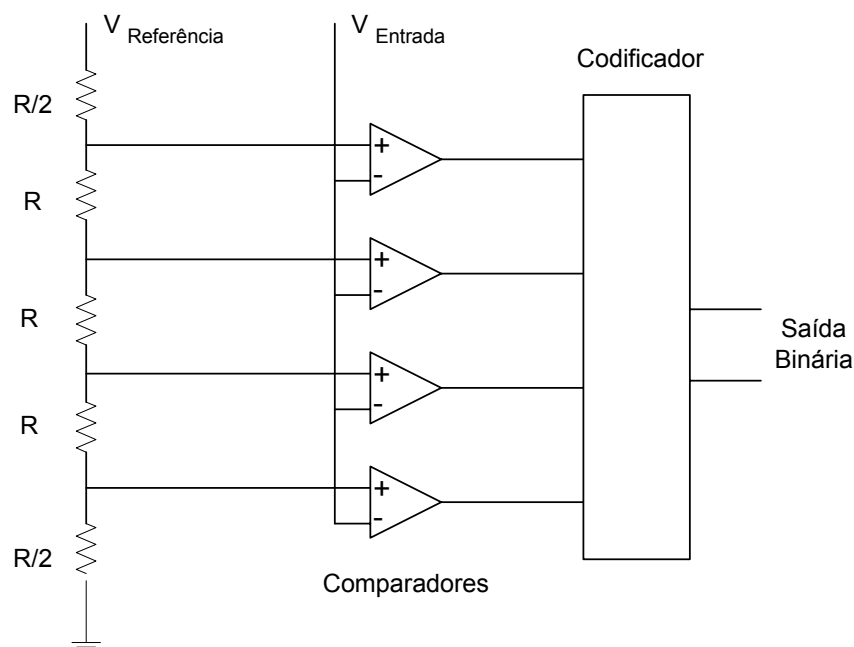 V Referência
V Entrada
Codificador
R/2
+
-
R
+
-
R
Saída
Binária
+
-
R
+
-
R/2
Comparadores